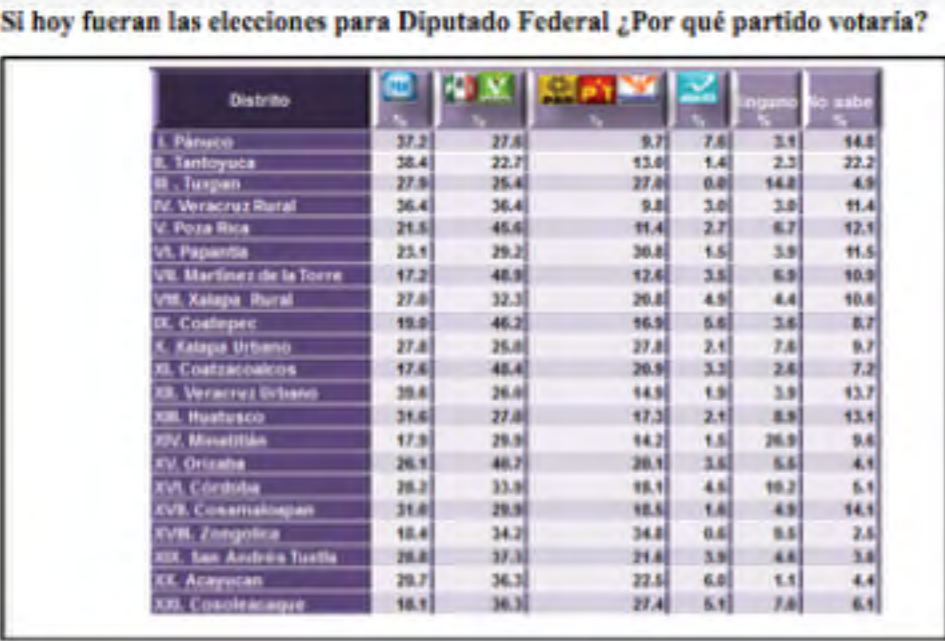 Si hoy fueran las elecciones para Diputado Federal ¿Por qué partido votaría?
Distrito PAN PRI PRD PT Ninguno No sabe
% % % % % %
I. Pánuco 37.2 27.6 9.7 7.6 3.1 14.8
II. Tantoyuca 38.4 22.7 13.0 1.4 2.3 22.2
III. Tuxpan 27.9 25.4 27.0 0.0 14.8 4.9
IV. Veracruz Rural 36.4 36.4 9.8 3.0 3.0 11.4
V. Poza Rica 21.5 45.6 11.4 2.7 6.7 12.1
VI. Papantla 23.1 29.2 30.8 1.5 3.9 11.5
VII. Martínez de la Torre 17.2 48.9 12.6 3.5 6.9 10.9
VIII. Xalapa Rural 27.0 32.3 20.8 4.9 4.4 10.6
IX. Coatepec 19.0 46.2 16.9 5.6 3.6 8.7
X. Xalapa Urbano 27.8 25.0 27.8 2.1 7.6 9.7
XI. Coatzacoalcos 17.6 48.4 20.9 3.3 2.6 7.2
XII. Veracruz Urbano 39.6 26.0 14.9 1.9 3.9 13.7
XIII. Huatusco 31.6 27.0 17.3 2.1 8.9 13.1
XIV. Minatitlán 17.9 29.9 14.2 1.5 26.9 9.6
XV. Orizaba 26.1 40.7 20.1 3.5 5.5 4.1
XVI. Córdoba 28.2 33.9 18.1 4.5 10.2 5.1
XVII. Cosamaloapan 31.0 29.9 18.5 1.6 4.9 14.1
XVIII. Zongolica 18.4 34.2 34.8 0.6 9.5 2.5
XIX. San Andrés Tuxtla 28.8 37.3 21.6 3.9 4.6 3.8
XX. Acayucan 29.7 36.3 22.5 6.0 1.1 4.4
XXI. Cosoleacaque 18.1 36.3 27.4 5.1 7.0 6.1